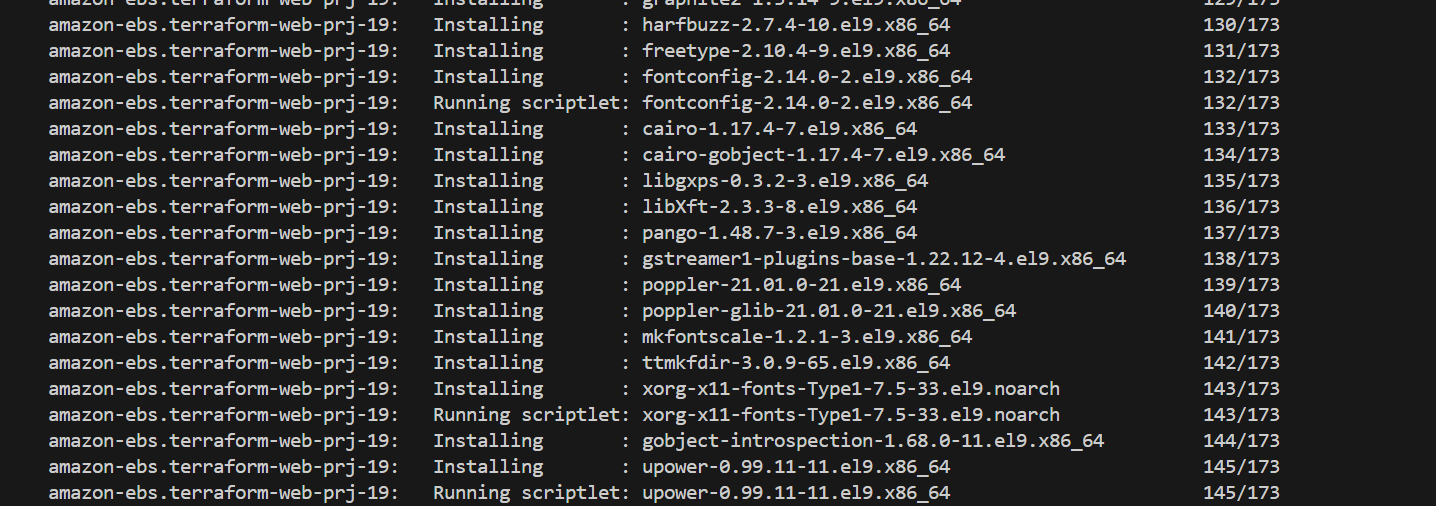 amazon-ebs.terraform-web-prj-19:   Installing       : graphite2-1.3.14-9.el9.x86_64                        129/173
amazon-ebs.terraform-web-prj-19:   Installing       : harfbuzz-2.7.4-10.el9.x86_64                         130/173
amazon-ebs.terraform-web-prj-19:   Installing       : freetype-2.10.4-9.el9.x86_64                         131/173
amazon-ebs.terraform-web-prj-19:   Installing       : fontconfig-2.14.0-2.el9.x86_64                       132/173
amazon-ebs.terraform-web-prj-19:   Running scriptlet: fontconfig-2.14.0-2.el9.x86_64                       132/173
amazon-ebs.terraform-web-prj-19:   Installing       : cairo-1.17.4-7.el9.x86_64                            133/173
amazon-ebs.terraform-web-prj-19:   Installing       : cairo-gobject-1.17.4-7.el9.x86_64                    134/173
amazon-ebs.terraform-web-prj-19:   Installing       : libgxps-0.3.2-3.el9.x86_64                           135/173
amazon-ebs.terraform-web-prj-19:   Installing       : libXft-2.3.3-8.el9.x86_64                            136/173
amazon-ebs.terraform-web-prj-19:   Installing       : pango-1.48.7-3.el9.x86_64                            137/173
amazon-ebs.terraform-web-prj-19:   Installing       : gstreamer1-plugins-base-1.22.12-4.el9.x86_64         138/173
amazon-ebs.terraform-web-prj-19:   Installing       : poppler-21.01.0-21.el9.x86_64                        139/173
amazon-ebs.terraform-web-prj-19:   Installing       : poppler-glib-21.01.0-21.el9.x86_64                   140/173
amazon-ebs.terraform-web-prj-19:   Installing       : mkfontscale-1.2.1-3.el9.x86_64                       141/173
amazon-ebs.terraform-web-prj-19:   Installing       : ttmkfdir-3.0.9-65.el9.x86_64                         142/173
amazon-ebs.terraform-web-prj-19:   Installing       : xorg-x11-fonts-Type1-7.5-33.el9.noarch               143/173
amazon-ebs.terraform-web-prj-19:   Running scriptlet: xorg-x11-fonts-Type1-7.5-33.el9.noarch               143/173
amazon-ebs.terraform-web-prj-19:   Installing       : gobject-introspection-1.68.0-11.el9.x86_64           144/173
amazon-ebs.terraform-web-prj-19:   Installing       : upower-0.99.11-11.el9.x86_64                         145/173
amazon-ebs.terraform-web-prj-19:   Running scriptlet: upower-0.99.11-11.el9.x86_64                         145/173